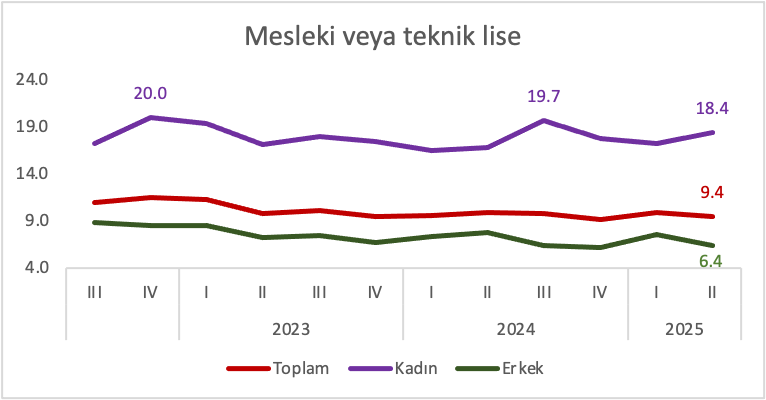 Mesleki veya teknik lise
24.0
19.0
14.0
9.0
4.0
20.0
19.7
18.4
9.4
6.4
III IV I II III IV I II III IV I II
2023 2024 2025
Toplam Kadın Erkek